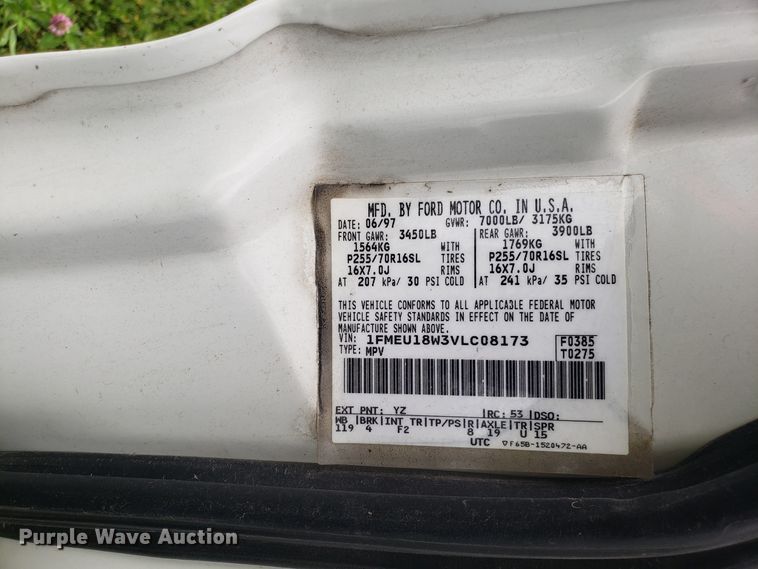 MFD. BY FORD MOTOR CO. IN U.S.A.
DATE: 06/97 GVWR: 7000LB/ 3175KG
FRONT GAWR: 3450LB REAR GAWR: 3900LB
1564KG WITH 1769KG WITH
P255/70R16SL TIRES P255/70R16SL TIRES
16X7.0J RIMS 16X7.0J RIMS
AT 207 kPa/ 30 PSI COLD AT 241 kPa/ 35 PSI COLD
THIS VEHICLE CONFORMS TO ALL APPLICABLE FEDERAL MOTOR
VEHICLE SAFETY STANDARDS IN EFFECT ON THE DATE OF
MANUFACTURE SHOWN ABOVE.
VIN: 1FMEU18W3VLC08173 F0385
TYPE: MPV T0275
EXT PNT: YZ RC: 53 DSO:
WB BRK INT TR TP/PS R AXLE TR SPR
119 4 F2 8 19 U 15
UTC ▽F65B-1520472-AA
Purple Wave Auction